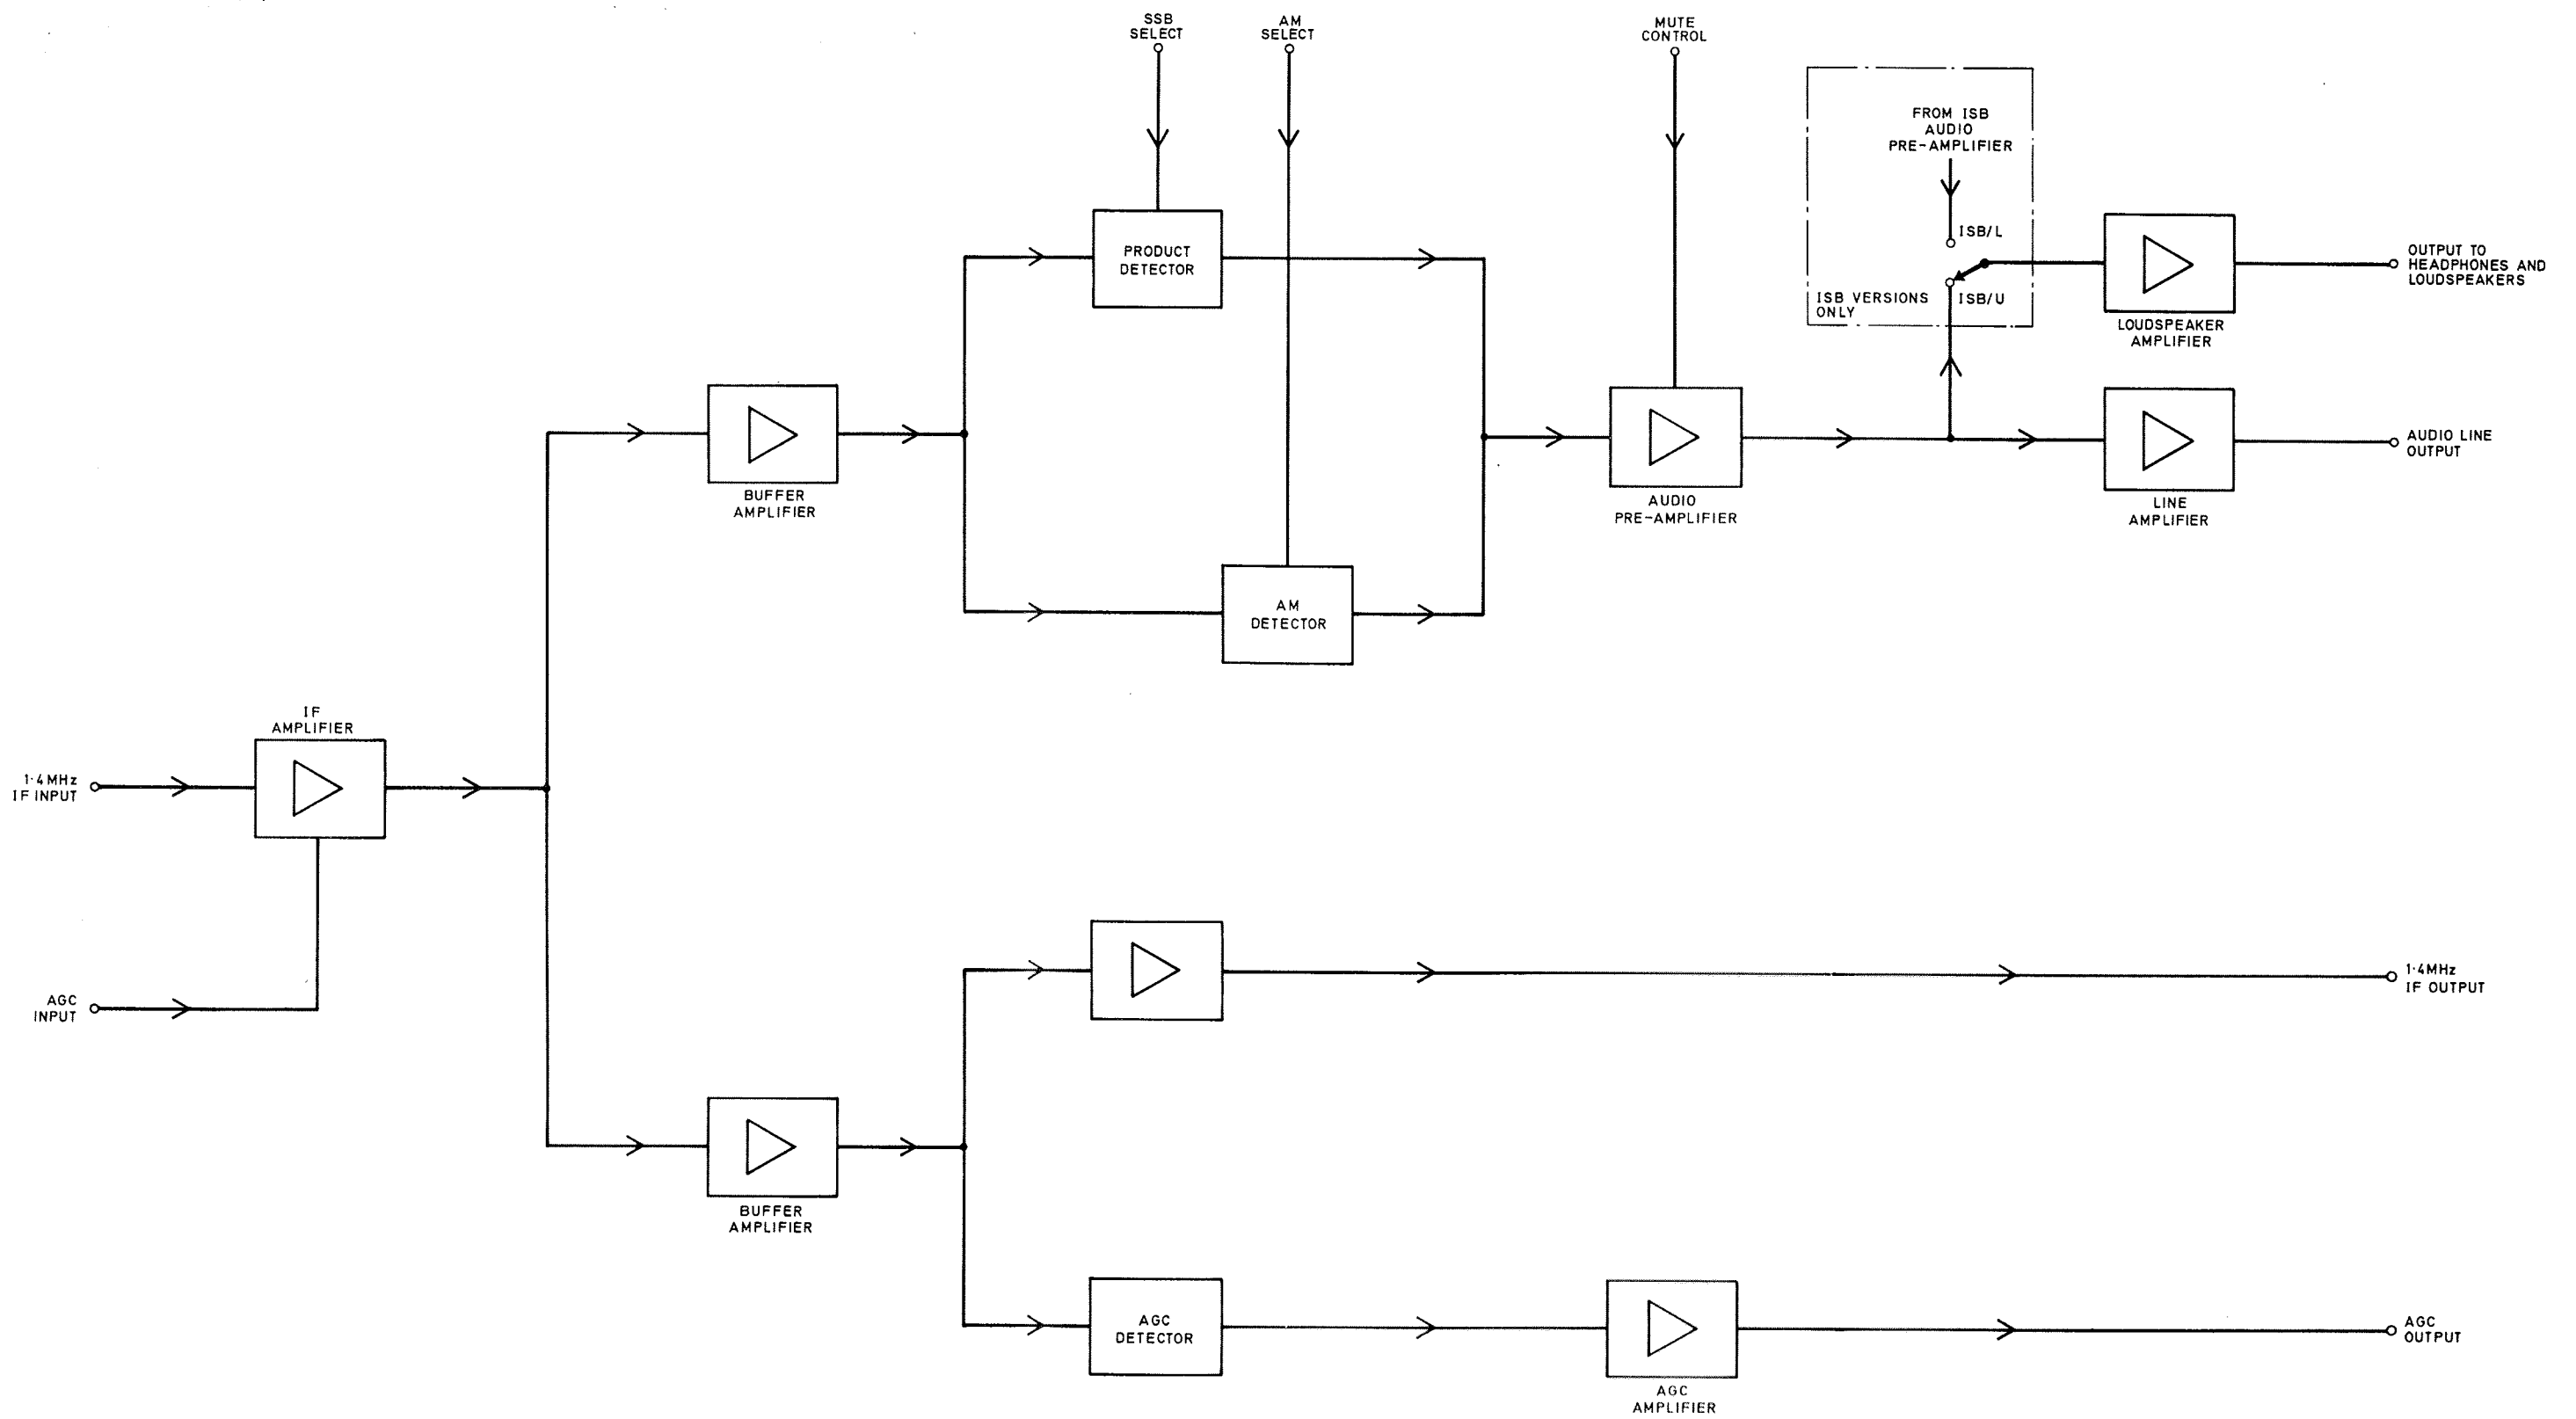 SSB
SELECT
AM
SELECT
MUTE
CONTROL
FROM ISB
AUDIO
PRE-AMPLIFIER
ISB/L
ISB/U
ISB VERSIONS
ONLY
PRODUCT
DETECTOR
LOUDSPEAKER
AMPLIFIER
OUTPUT TO
HEADPHONES AND
LOUDSPEAKERS
BUFFER
AMPLIFIER
AUDIO
PRE-AMPLIFIER
LINE
AMPLIFIER
AUDIO LINE
OUTPUT
AM
DETECTOR
IF
AMPLIFIER
1·4MHz
IF INPUT
AGC
INPUT
1·4MHz
IF OUTPUT
BUFFER
AMPLIFIER
AGC
DETECTOR
AGC
AMPLIFIER
AGC
OUTPUT